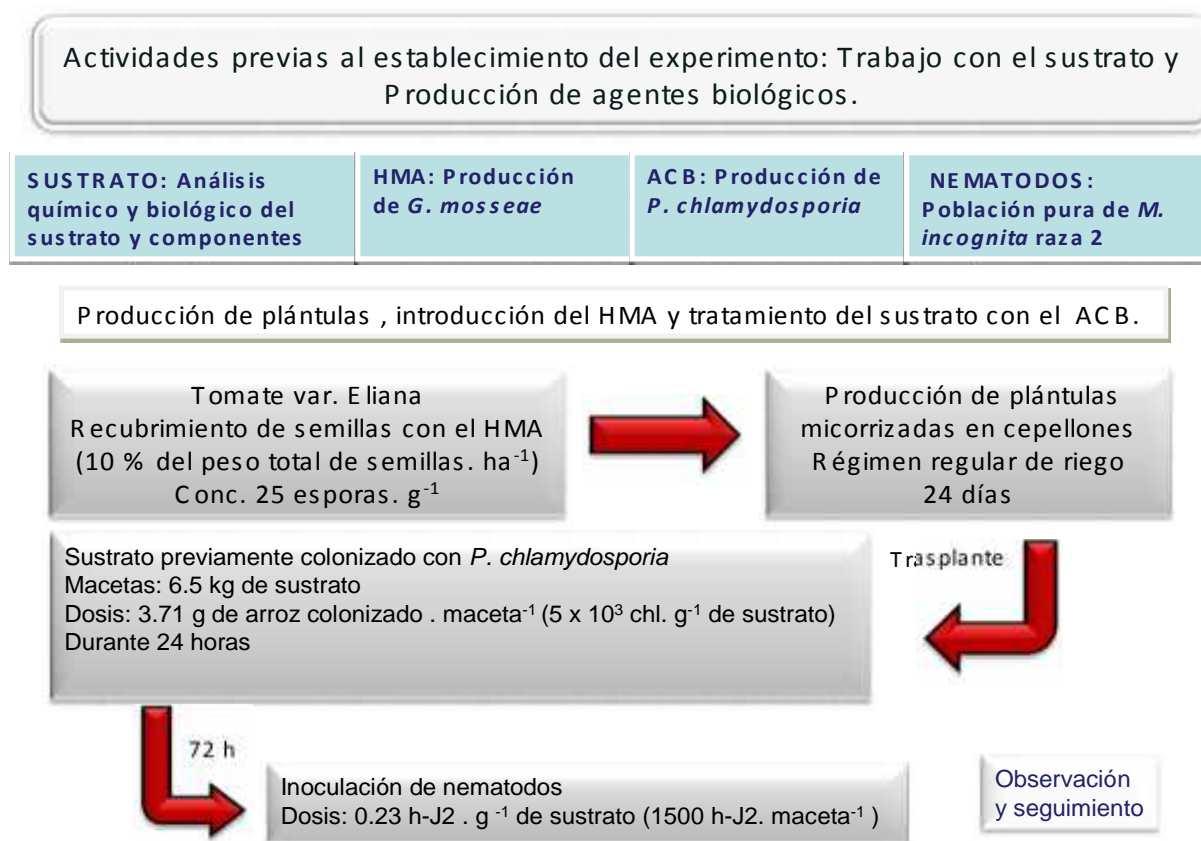 Actividades previas al establecimiento del experimento: Trabajo con el sustrato y
Producción de agentes biológicos.
SUSTRATO: Análisis
químico y biológico del
sustrato y componentes
HMA: Producción
de G. mosseae
ACB: Producción de
P. chlamydosporia
NEMATODOS:
Población pura de M.
incognita raza 2
Producción de plántulas , introducción del HMA y tratamiento del sustrato con el ACB.
Tomate var. Eliana
Recubrimiento de semillas con el HMA
(10 % del peso total de semillas. ha⁻¹)
Conc. 25 esporas. g⁻¹
Producción de plántulas
micorrizadas en cepellones
Régimen regular de riego
24 días
Trasplante
Sustrato previamente colonizado con P. chlamydosporia
Macetas: 6.5 kg de sustrato
Dosis: 3.71 g de arroz colonizado . maceta⁻¹ (5 x 10³ chl. g⁻¹ de sustrato)
Durante 24 horas
72 h
Inoculación de nematodos
Dosis: 0.23 h-J2 . g ⁻¹ de sustrato (1500 h-J2. maceta⁻¹ )
Observación
y seguimiento